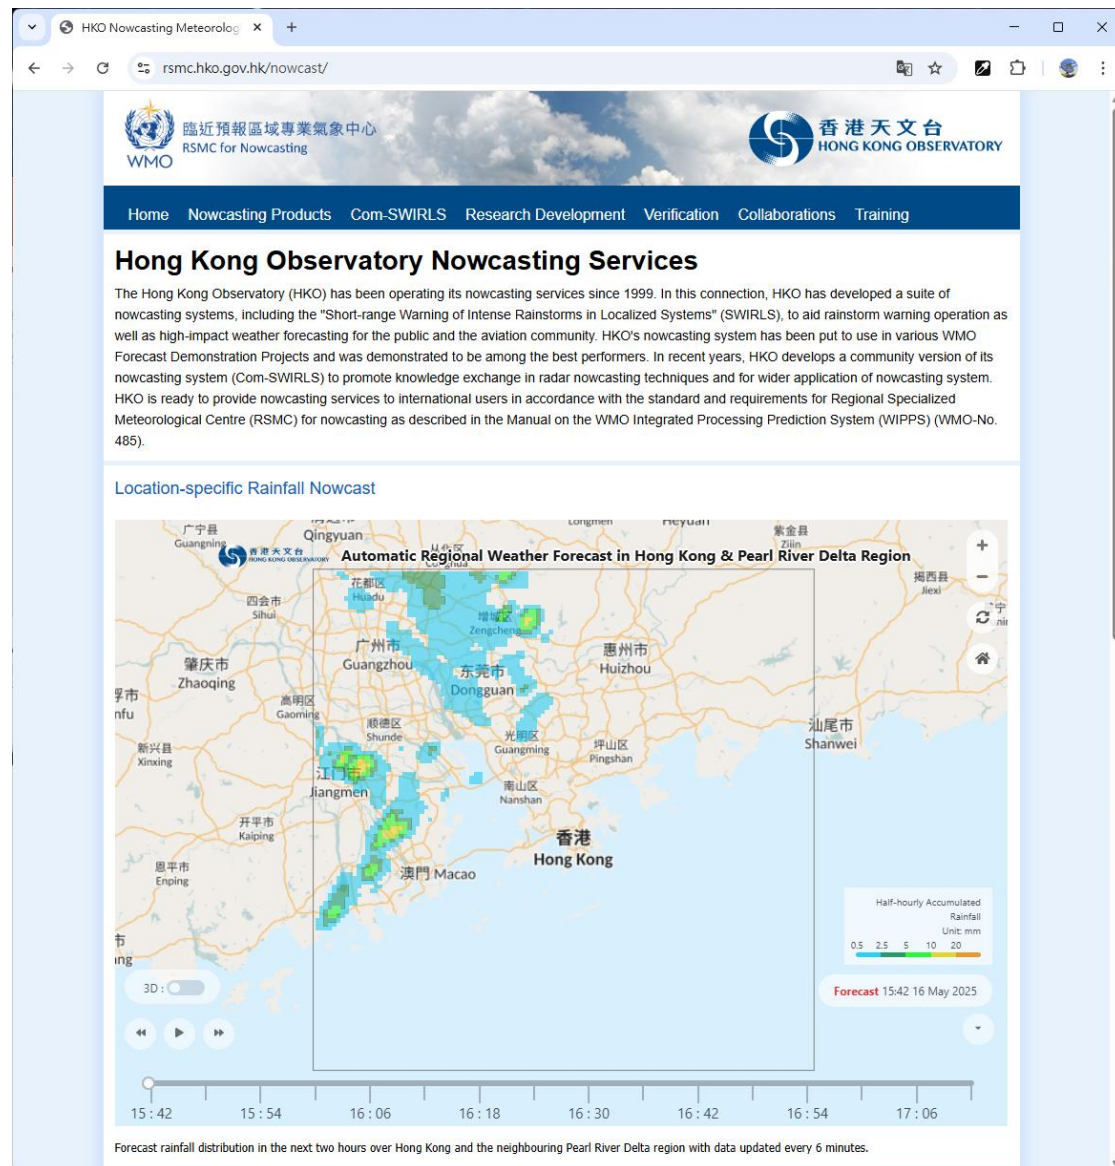 HKO Nowcasting Meteorolog
rsmc.hko.gov.hk/nowcast/
臨近預報區域專業氣象中心
RSMC for Nowcasting
WMO
香港天文台
HONG KONG OBSERVATORY
Home Nowcasting Products Com-SWIRLS Research Development Verification Collaborations Training
Hong Kong Observatory Nowcasting Services
The Hong Kong Observatory (HKO) has been operating its nowcasting services since 1999. In this connection, HKO has developed a suite of
nowcasting systems, including the "Short-range Warning of Intense Rainstorms in Localized Systems" (SWIRLS), to aid rainstorm warning operation as
well as high-impact weather forecasting for the public and the aviation community. HKO's nowcasting system has been put to use in various WMO
Forecast Demonstration Projects and was demonstrated to be among the best performers. In recent years, HKO develops a community version of its
nowcasting system (Com-SWIRLS) to promote knowledge exchange in radar nowcasting techniques and for wider application of nowcasting system.
HKO is ready to provide nowcasting services to international users in accordance with the standard and requirements for Regional Specialized
Meteorological Centre (RSMC) for nowcasting as described in the Manual on the WMO Integrated Processing Prediction System (WIPPS) (WMO-No.
485).
Location-specific Rainfall Nowcast
广宁县
Guangning
Qingyuan
Longmen
Heyuan
紫金县
Zijin
香港天文台
HONG KONG OBSERVATORY
Automatic Regional Weather Forecast in Hong Kong & Pearl River Delta Region
揭西县
Jiexi
花都区
Huadu
四会市
Sihui
增城区
Zengcheng
广州市
Guangzhou
惠州市
Huizhou
肇庆市
Zhaoqing
东莞市
Dongguan
高明区
Gaoming
顺德区
Shunde
光明区
Guangming
坪山区
Pingshan
汕尾市
Shanwei
新兴县
Xinxing
江门市
Jiangmen
南山区
Nanshan
开平市
Kaiping
香港
Hong Kong
恩平市
Enping
澳門 Macao
Half-hourly Accumulated
Rainfall
Unit: mm
0.5 2.5 5 10 20
3D :
Forecast 15:42 16 May 2025
15 : 42 15 : 54 16 : 06 16 : 18 16 : 30 16 : 42 16 : 54 17 : 06
Forecast rainfall distribution in the next two hours over Hong Kong and the neighbouring Pearl River Delta region with data updated every 6 minutes.